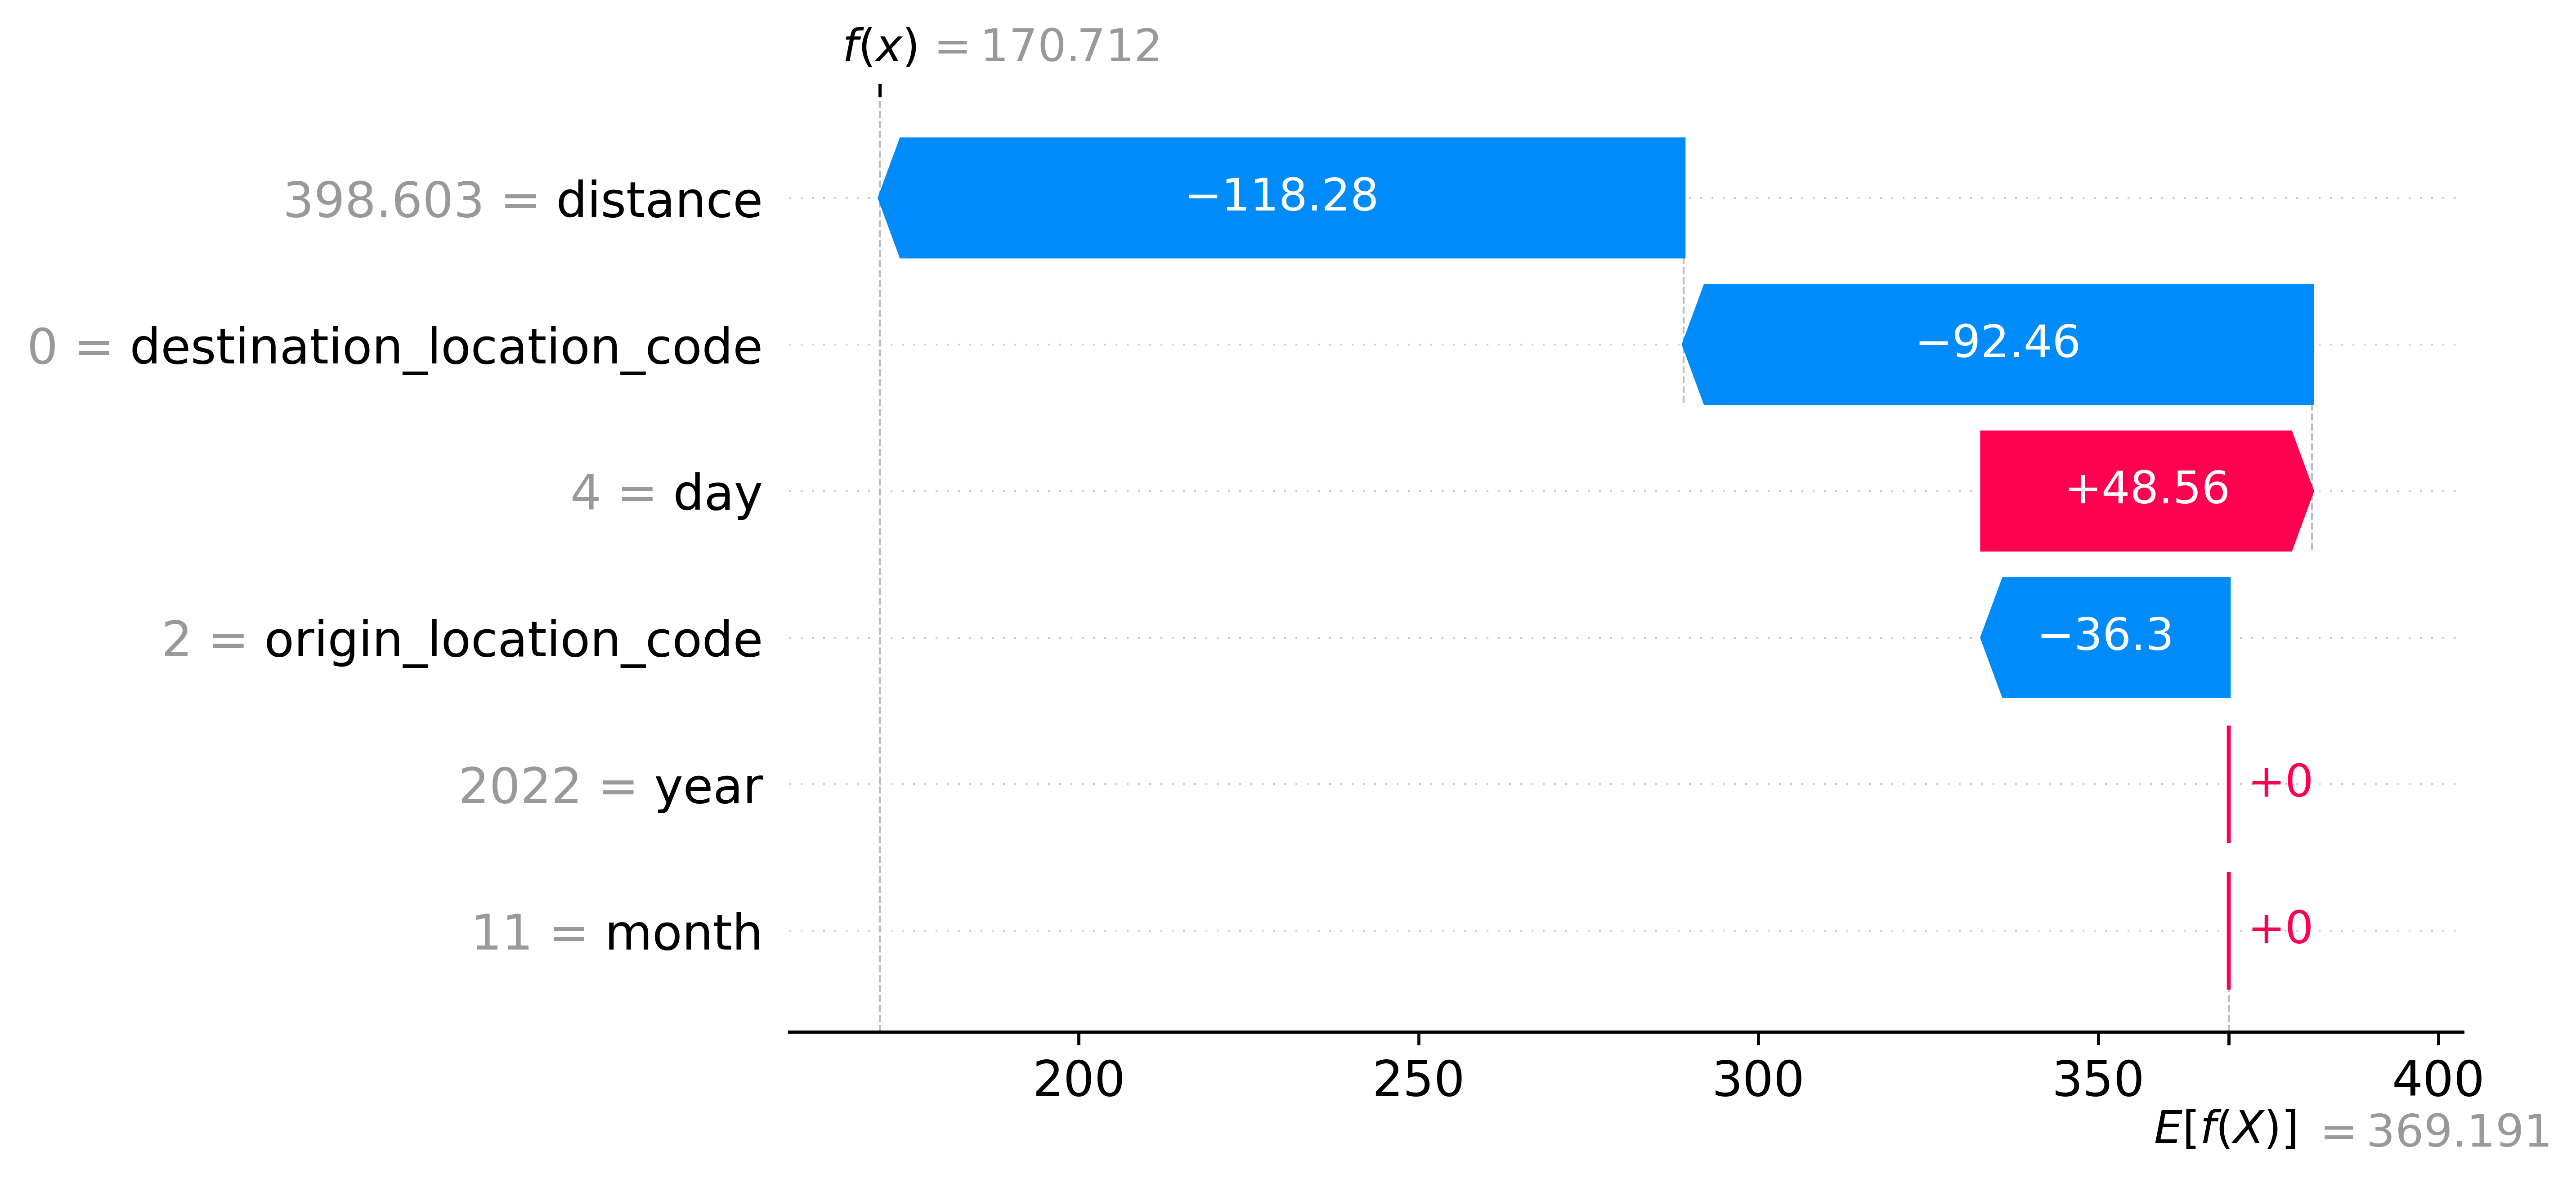 f(x) = 170.712
398.603 = distance
−118.28
0 = destination_location_code
−92.46
4 = day
+48.56
2 = origin_location_code
−36.3
2022 = year
+0
11 = month
+0
200 250 300 350 400
E[f(X)] = 369.191